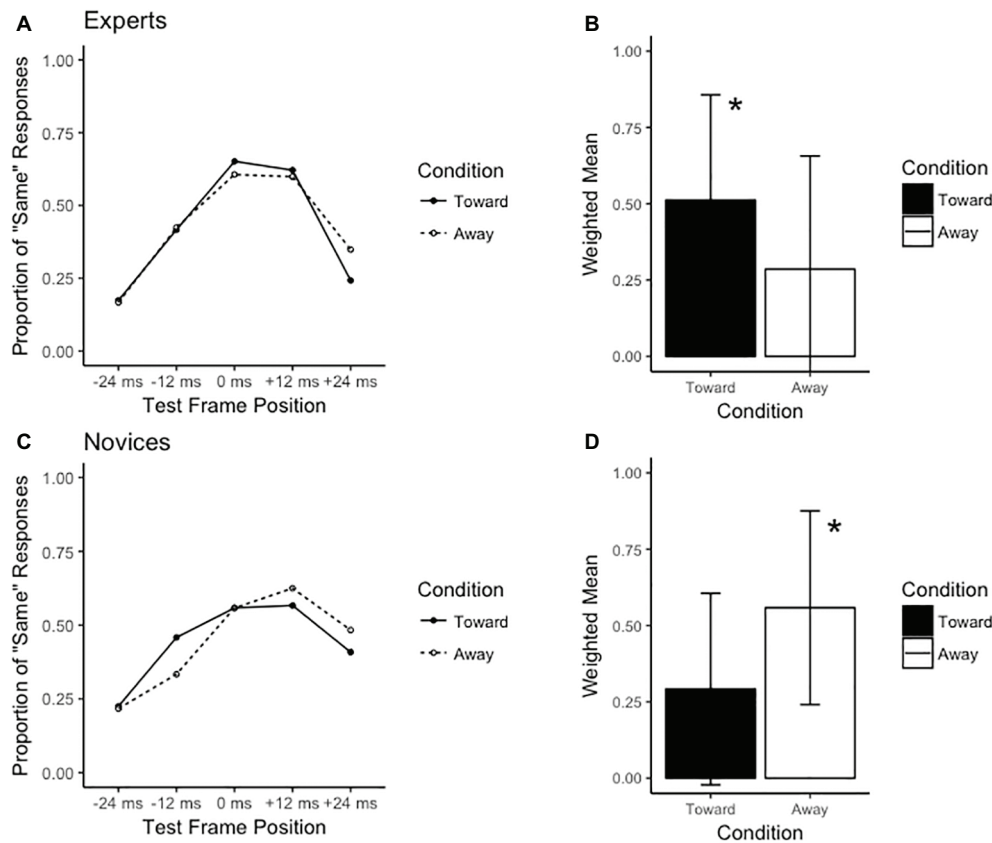 A
Experts
Proportion of "Same" Responses
1.00
0.75
0.50
0.25
0.00
-24 ms -12 ms 0 ms +12 ms +24 ms
Test Frame Position
Condition
Toward
Away
B
Weighted Mean
1.00
0.75
0.50
0.25
0.00
*
Toward Away
Condition
Condition
Toward
Away
C
Novices
Proportion of "Same" Responses
1.00
0.75
0.50
0.25
0.00
-24 ms -12 ms 0 ms +12 ms +24 ms
Test Frame Position
Condition
Toward
Away
D
Weighted Mean
1.00
0.75
0.50
0.25
0.00
*
Toward Away
Condition
Condition
Toward
Away